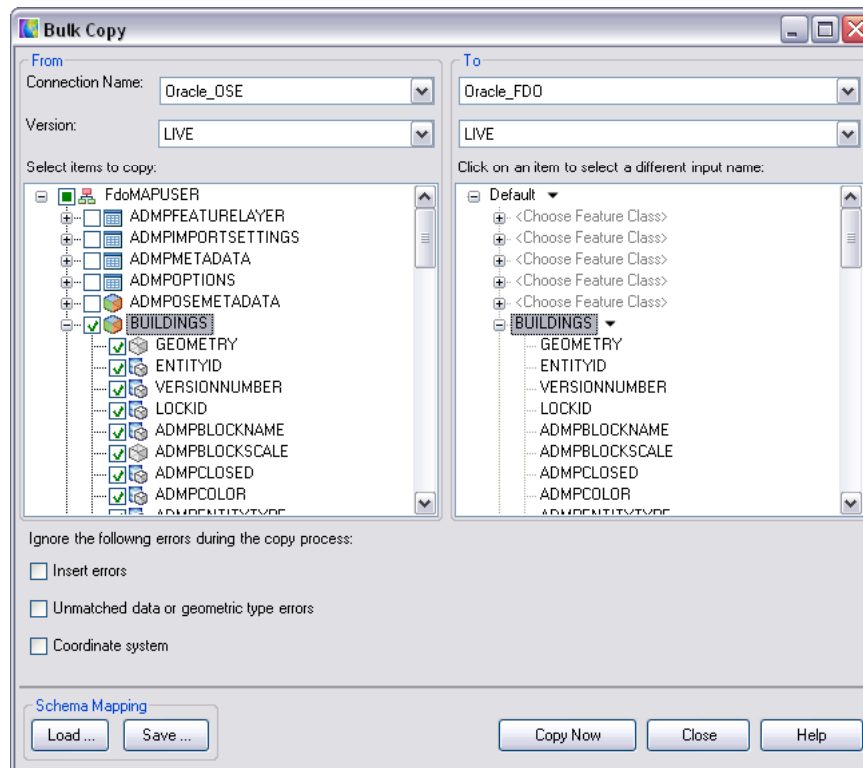 Bulk Copy
From
Connection Name:
Oracle_OSE
Version:
LIVE
Select items to copy:
FdoMAPUSER
ADMPFEATURELAYER
ADMPIMPORTSETTINGS
ADMPMETADATA
ADMPOPTIONS
ADMPOSEMETADATA
BUILDINGS
GEOMETRY
ENTITYID
VERSIONNUMBER
LOCKID
ADMPBLOCKNAME
ADMPBLOCKSCALE
ADMPCLOSED
ADMPCOLOR
ADMPENTITYTYPE
To
Oracle_FDO
LIVE
Click on an item to select a different input name:
Default
<Choose Feature Class>
<Choose Feature Class>
<Choose Feature Class>
<Choose Feature Class>
<Choose Feature Class>
BUILDINGS
GEOMETRY
ENTITYID
VERSIONNUMBER
LOCKID
ADMPBLOCKNAME
ADMPBLOCKSCALE
ADMPCLOSED
ADMPCOLOR
ADMPENTITYTYPE
Ignore the followng errors during the copy process:
Insert errors
Unmatched data or geometric type errors
Coordinate system
Schema Mapping
Load ...
Save ...
Copy Now
Close
Help